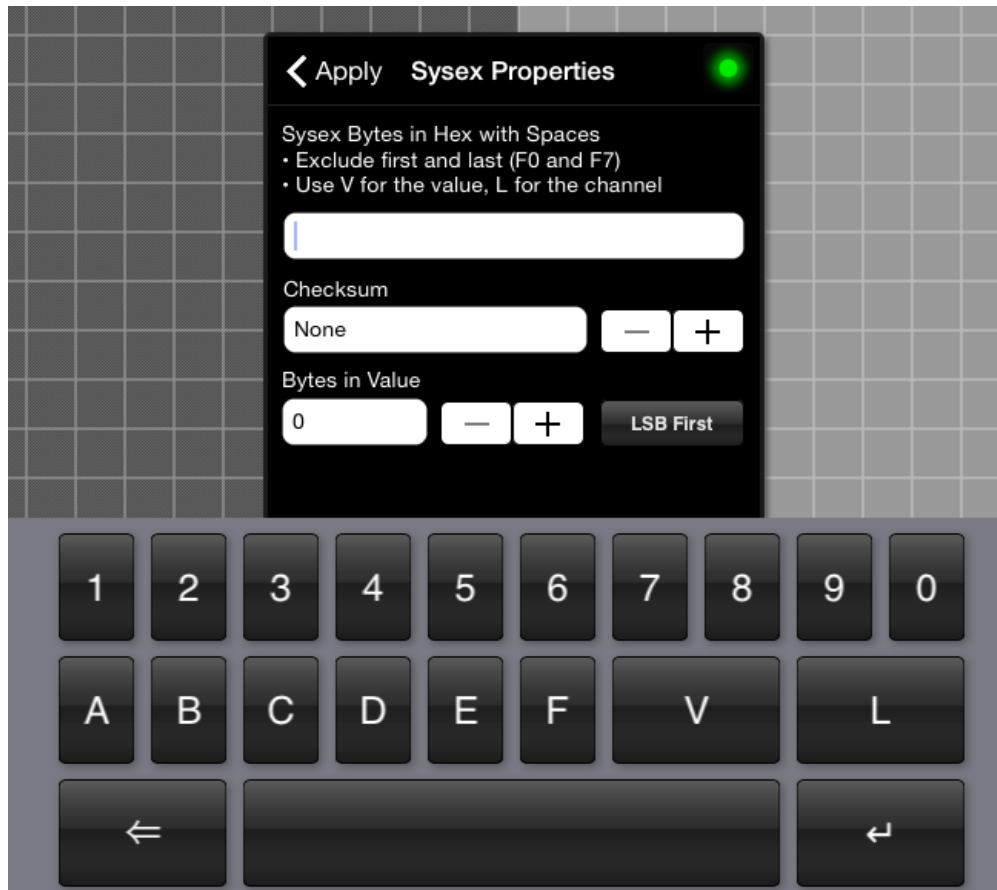 Apply Sysex Properties
Sysex Bytes in Hex with Spaces
• Exclude first and last (F0 and F7)
• Use V for the value, L for the channel
Checksum
None − +
Bytes in Value
0 − + LSB First
1 2 3 4 5 6 7 8 9 0
A B C D E F V L
⇐ ↵